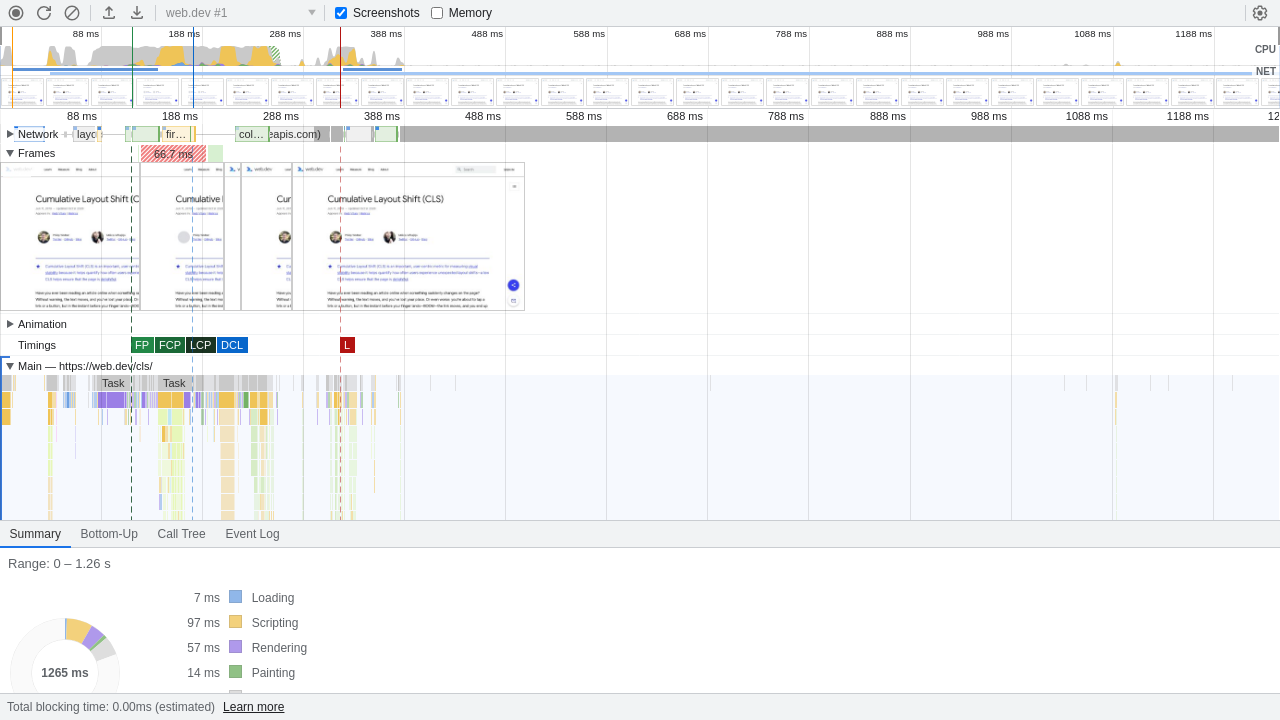 web.dev #1 Screenshots Memory
88 ms 188 ms 288 ms 388 ms 488 ms 588 ms 688 ms 788 ms 888 ms 988 ms 1088 ms 1188 ms
CPU
NET
88 ms 188 ms 288 ms 388 ms 488 ms 588 ms 688 ms 788 ms 888 ms 988 ms 1088 ms 1188 ms 12
Network layo fir… col… eapis.com)
Frames 66.7 ms
Cumulative Layout Shift (C Cumulative I Cur Cumulative Layout Shift (CLS)
Animation
Timings FP FCP LCP DCL L
Main — https://web.dev/cls/
Task Task
Summary Bottom-Up Call Tree Event Log
Range: 0 – 1.26 s
7 ms Loading
97 ms Scripting
57 ms Rendering
14 ms Painting
1265 ms
Total blocking time: 0.00ms (estimated) Learn more